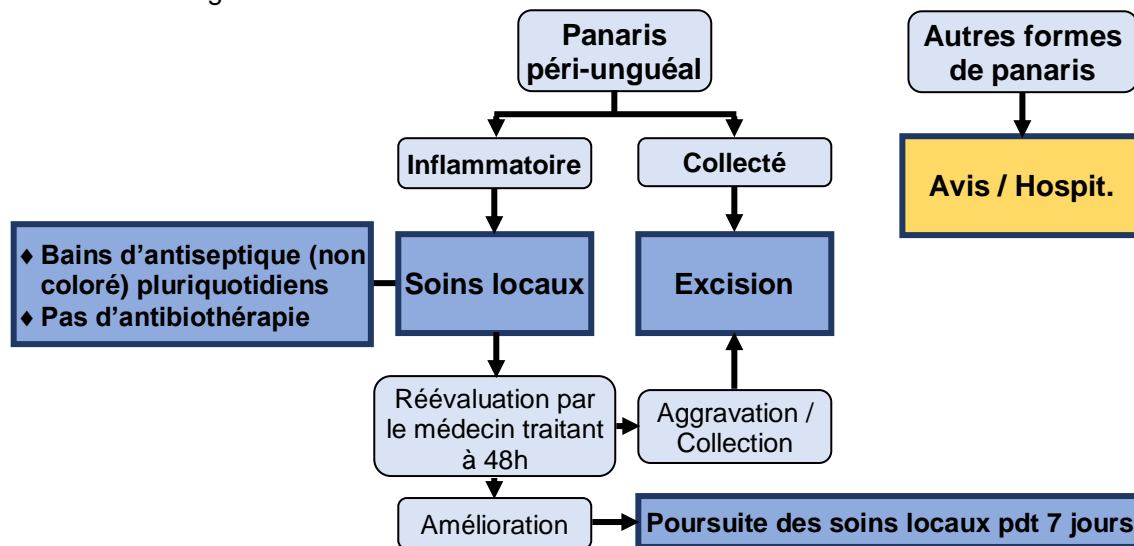 Panaris
péri-unguéal
Autres formes
de panaris
Inflammatoire
Collecté
Avis / Hospit.
♦ Bains d'antiseptique (non
coloré) pluriquotidiens
♦ Pas d'antibiothérapie
Soins locaux
Excision
Réévaluation par
le médecin traitant
à 48h
Aggravation /
Collection
Amélioration
Poursuite des soins locaux pdt 7 jours